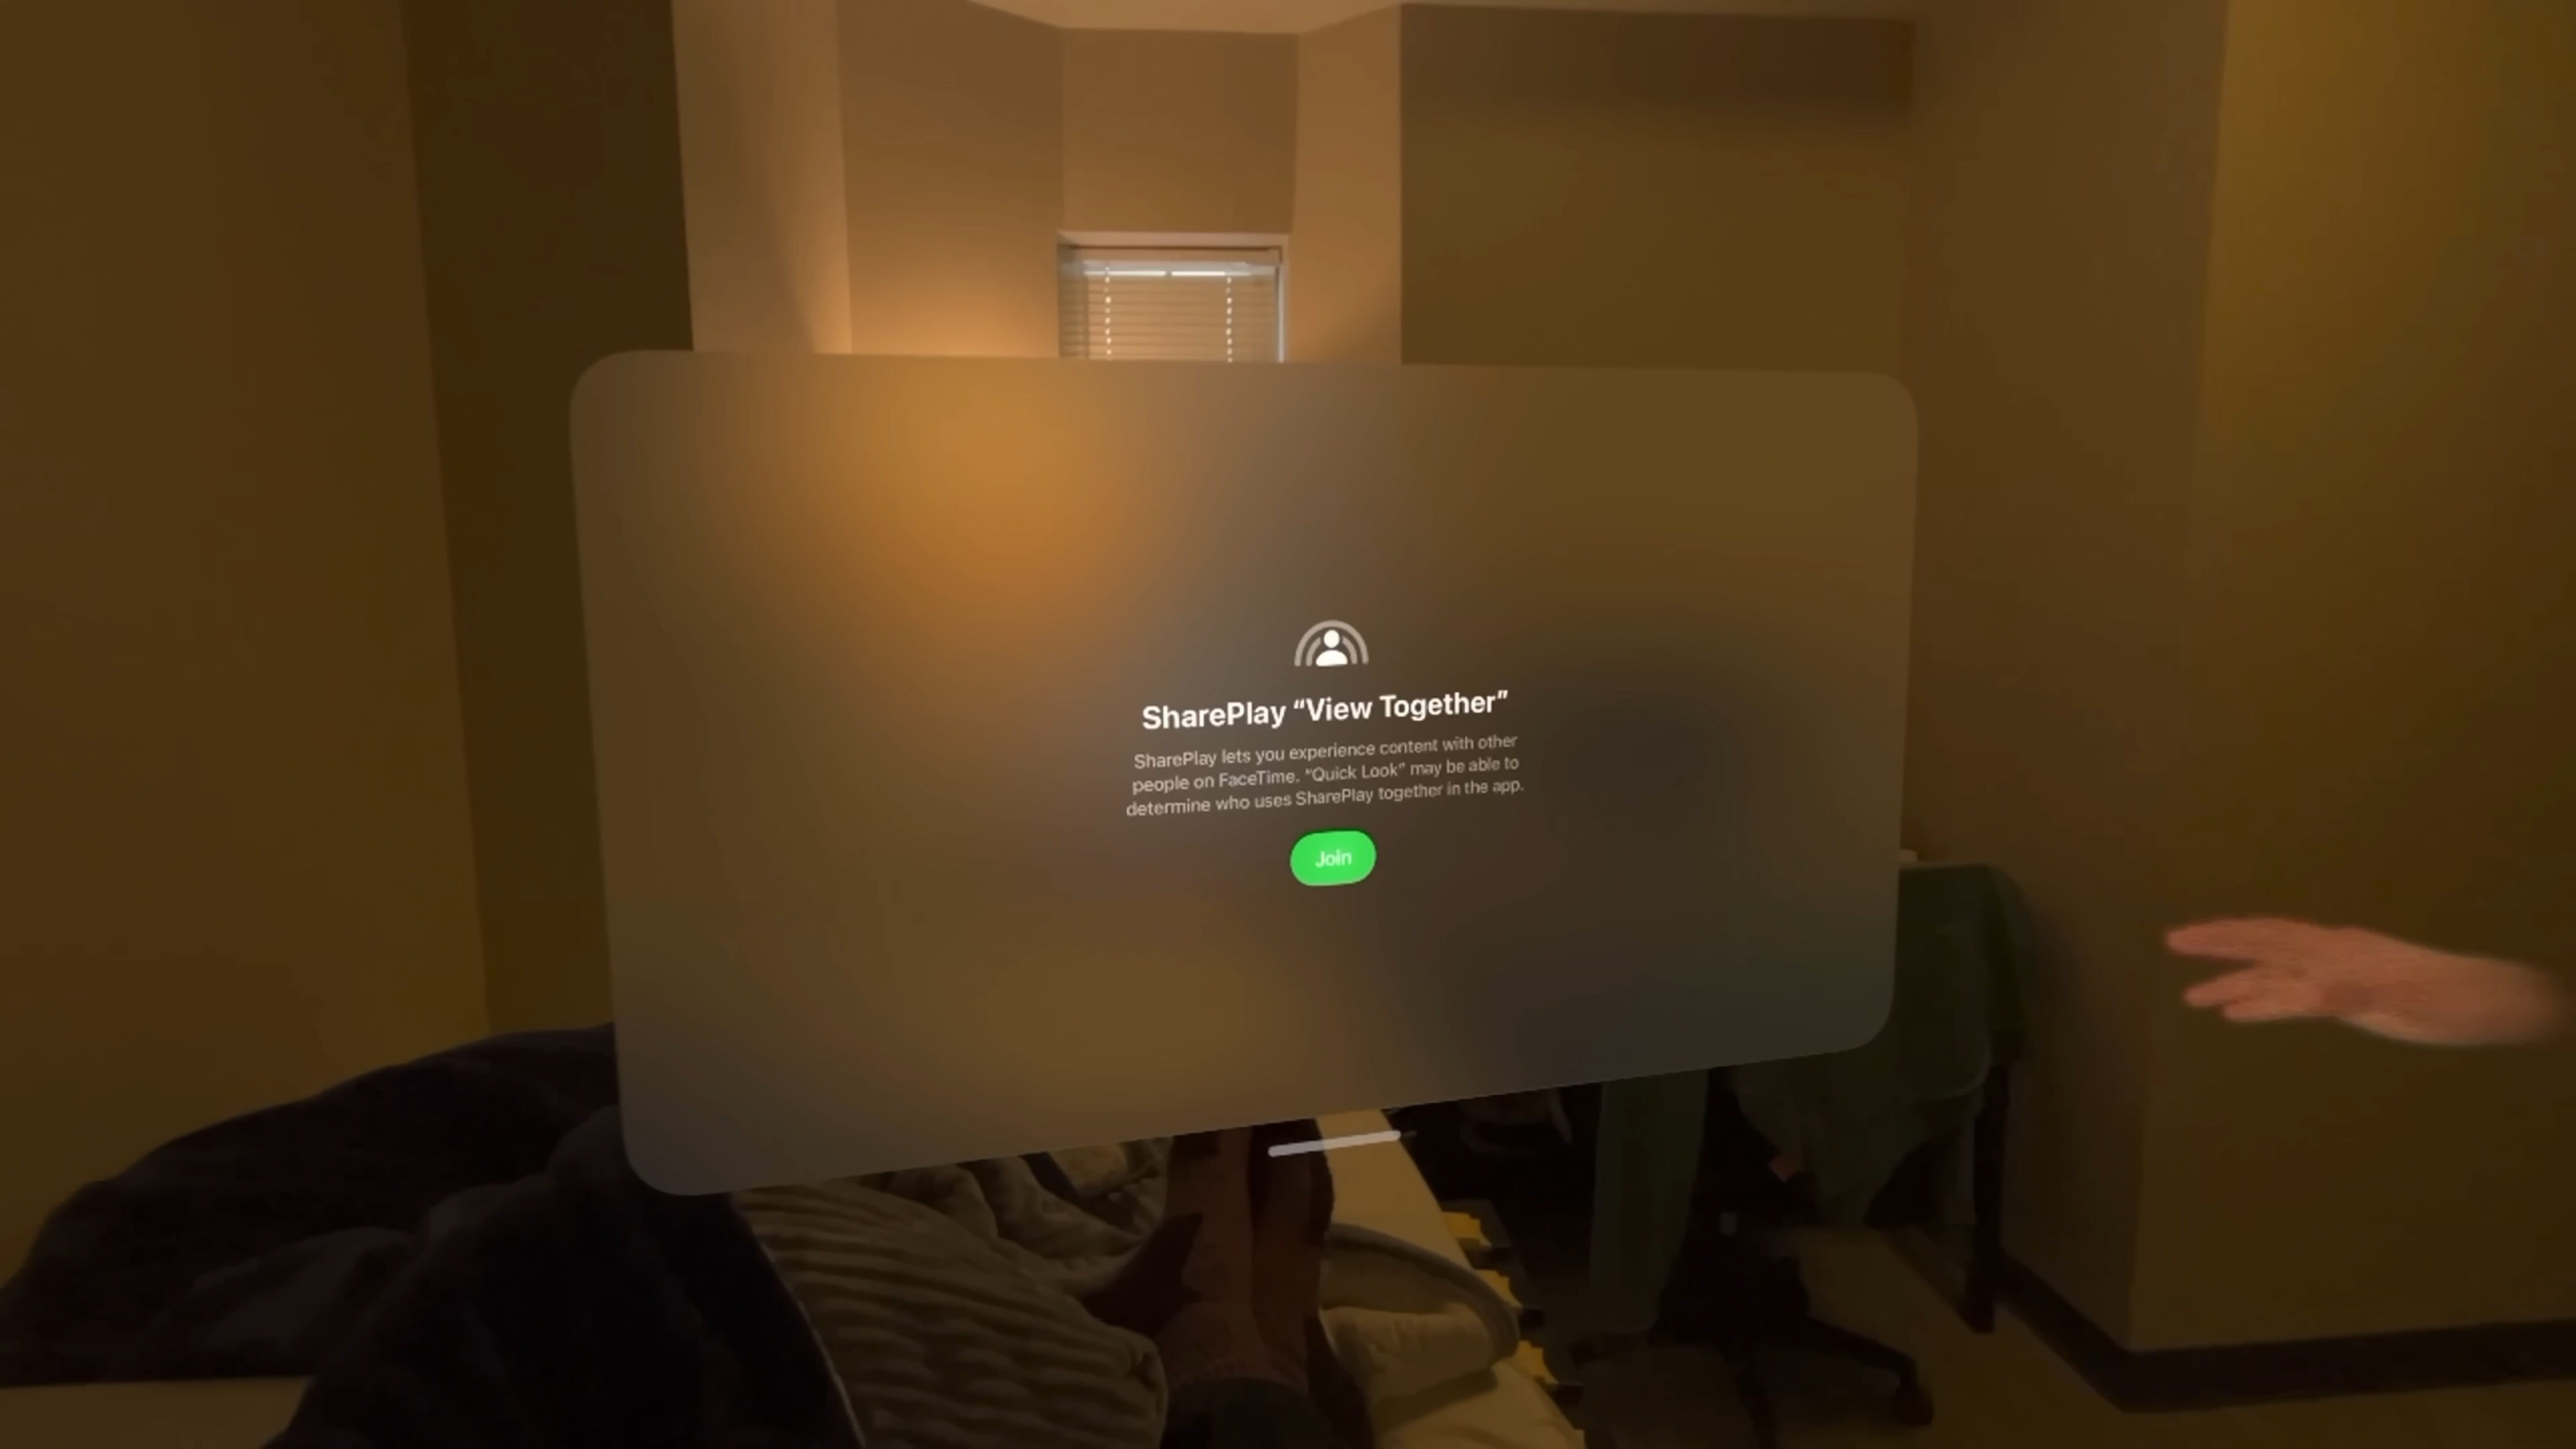 SharePlay “View Together”
SharePlay lets you experience content with other
people on FaceTime. “Quick Look” may be able to
determine who uses SharePlay together in the app.
Join